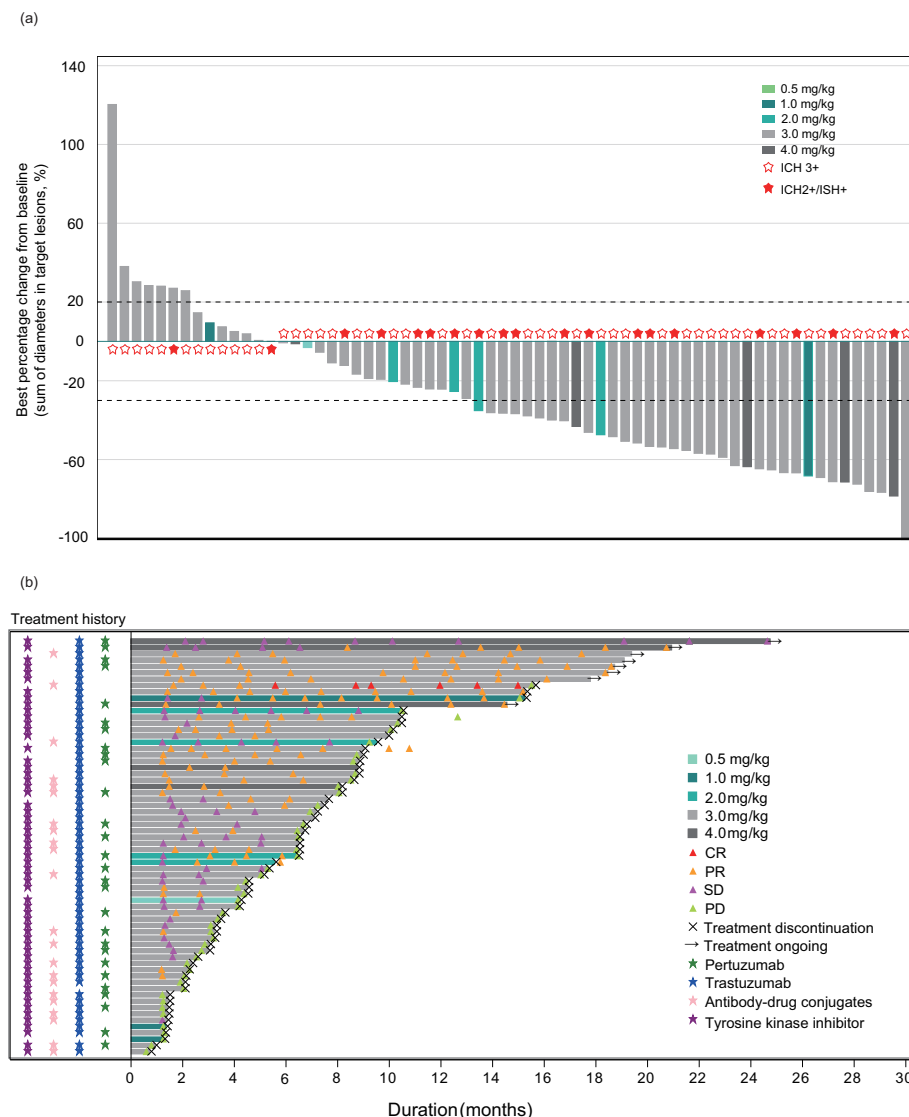 (a)
Best percentage change from baseline
(sum of diameters in target lesions, %)
140
100
60
20
0
-20
-60
-100
0.5 mg/kg
1.0 mg/kg
2.0 mg/kg
3.0 mg/kg
4.0 mg/kg
ICH 3+
ICH2+/ISH+
(b)
Treatment history
0.5 mg/kg
1.0 mg/kg
2.0mg/kg
3.0mg/kg
4.0mg/kg
CR
PR
SD
PD
Treatment discontinuation
Treatment ongoing
Pertuzumab
Trastuzumab
Antibody-drug conjugates
Tyrosine kinase inhibitor
0 2 4 6 8 10 12 14 16 18 20 22 24 26 28 30
Duration(months)